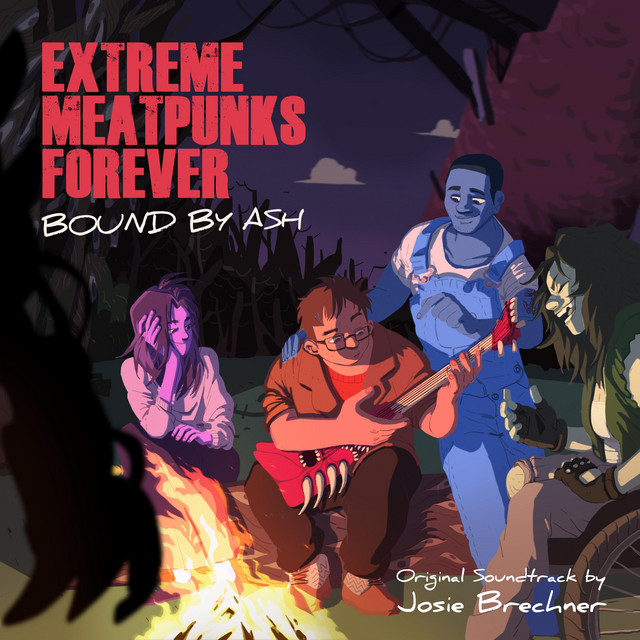 EXTREME
MEATPUNKS
FOREVER
BOUND BY ASH
Original Soundtrack by
Josie Brechner